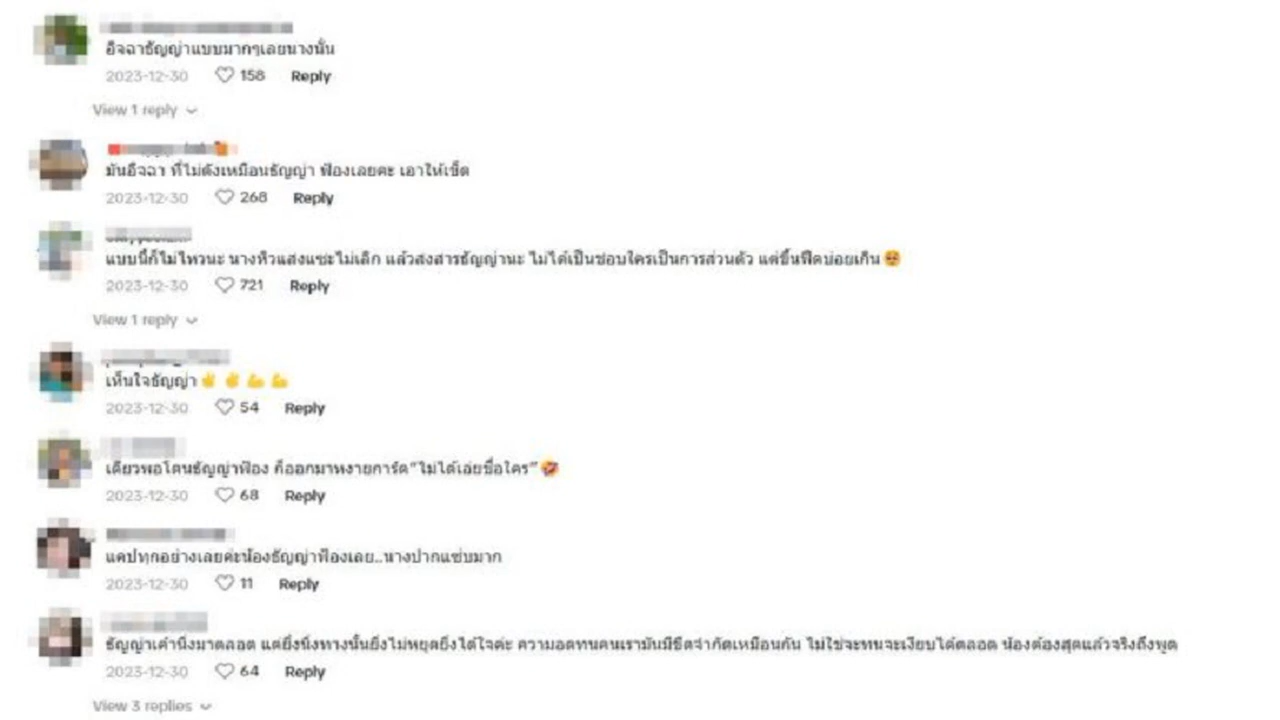 อิจฉาธัญญ่าแบบมากๆเลยนางนั้น
2023-12-30 158 Reply
View 1 reply
มันอิจฉา ที่ไม่ดังเหมือนธัญญ่า ฟ้องเลยคะ เอาให้เข็ด
2023-12-30 268 Reply
แบบนี้ก็ไม่ไหวนะ นางหิวแสงแซะไม่เลิก แล้วสงสารธัญญ่านะ ไม่ได้เป็นชอบใครเป็นการส่วนตัว แต่ขึ้นฟีดบ่อยเกิน 🥺
2023-12-30 721 Reply
View 1 reply
เห็นใจธัญญ่า ✌️ ✌️ 💪 💪
2023-12-30 54 Reply
เดียวพอโดนธัญญ่าฟ้อง ก็ออกมาหงายการ์ด"ไม่ได้เอ่ยชื่อใคร" 🤣
2023-12-30 68 Reply
แคปทุกอย่างเลยค่ะน้องธัญญ่าฟ้องเลย..นางปากแซ่บมาก
2023-12-30 11 Reply
ธัญญ่าเค้านิ่งมาตลอด แต่ยิ่งนิ่งทางนั้นยิ่งไม่หยุดยิ่งได้ใจค่ะ ความอดทนคนเรามันมีขีดจำกัดเหมือนกัน ไม่ใช่จะทนจะเงียบได้ตลอด น้องต้องสุดแล้วจริงถึงพูด
2023-12-30 64 Reply
View 3 replies